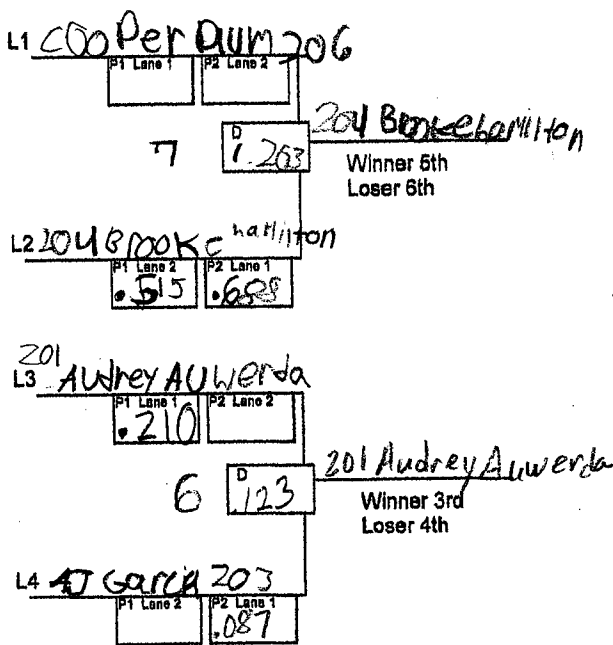 L1 COOPer Dum 206
P1 Lane 1 P2 Lane 2
7 D 1.203 204 Brooke hamilton
Winner 5th
Loser 6th
L2 204 Brooke hamilton
P1 Lane 2 P2 Lane 1
.515 .688
201
L3 Audrey Auwerda
P1 Lane 1 P2 Lane 2
.210
6 D .123 201 Audrey Auwerda
Winner 3rd
Loser 4th
L4 AJ Garcia 203
P1 Lane 2 P2 Lane 1
.087